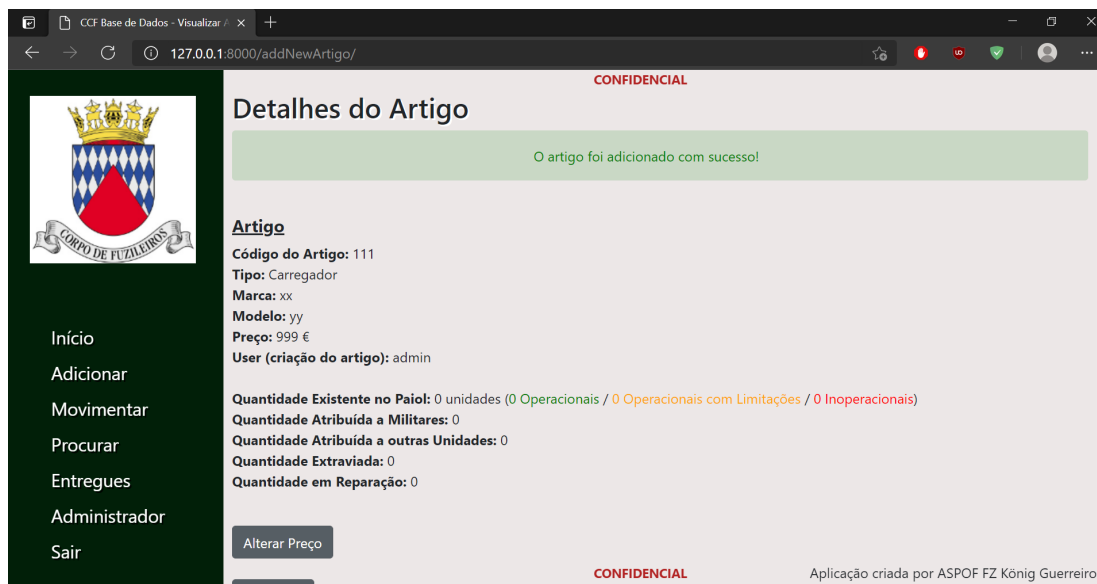 CCF Base de Dados - Visualizar A
127.0.0.1:8000/addNewArtigo/
CONFIDENCIAL
CORPO DE FUZILEIROS
Início
Adicionar
Movimentar
Procurar
Entregues
Administrador
Sair
Detalhes do Artigo
O artigo foi adicionado com sucesso!
Artigo
Código do Artigo: 111
Tipo: Carregador
Marca: xx
Modelo: yy
Preço: 999 €
User (criação do artigo): admin
Quantidade Existente no Paiol: 0 unidades (0 Operacionais / 0 Operacionais com Limitações / 0 Inoperacionais)
Quantidade Atribuída a Militares: 0
Quantidade Atribuída a outras Unidades: 0
Quantidade Extraviada: 0
Quantidade em Reparação: 0
Alterar Preço
CONFIDENCIAL
Aplicação criada por ASPOF FZ König Guerreiro